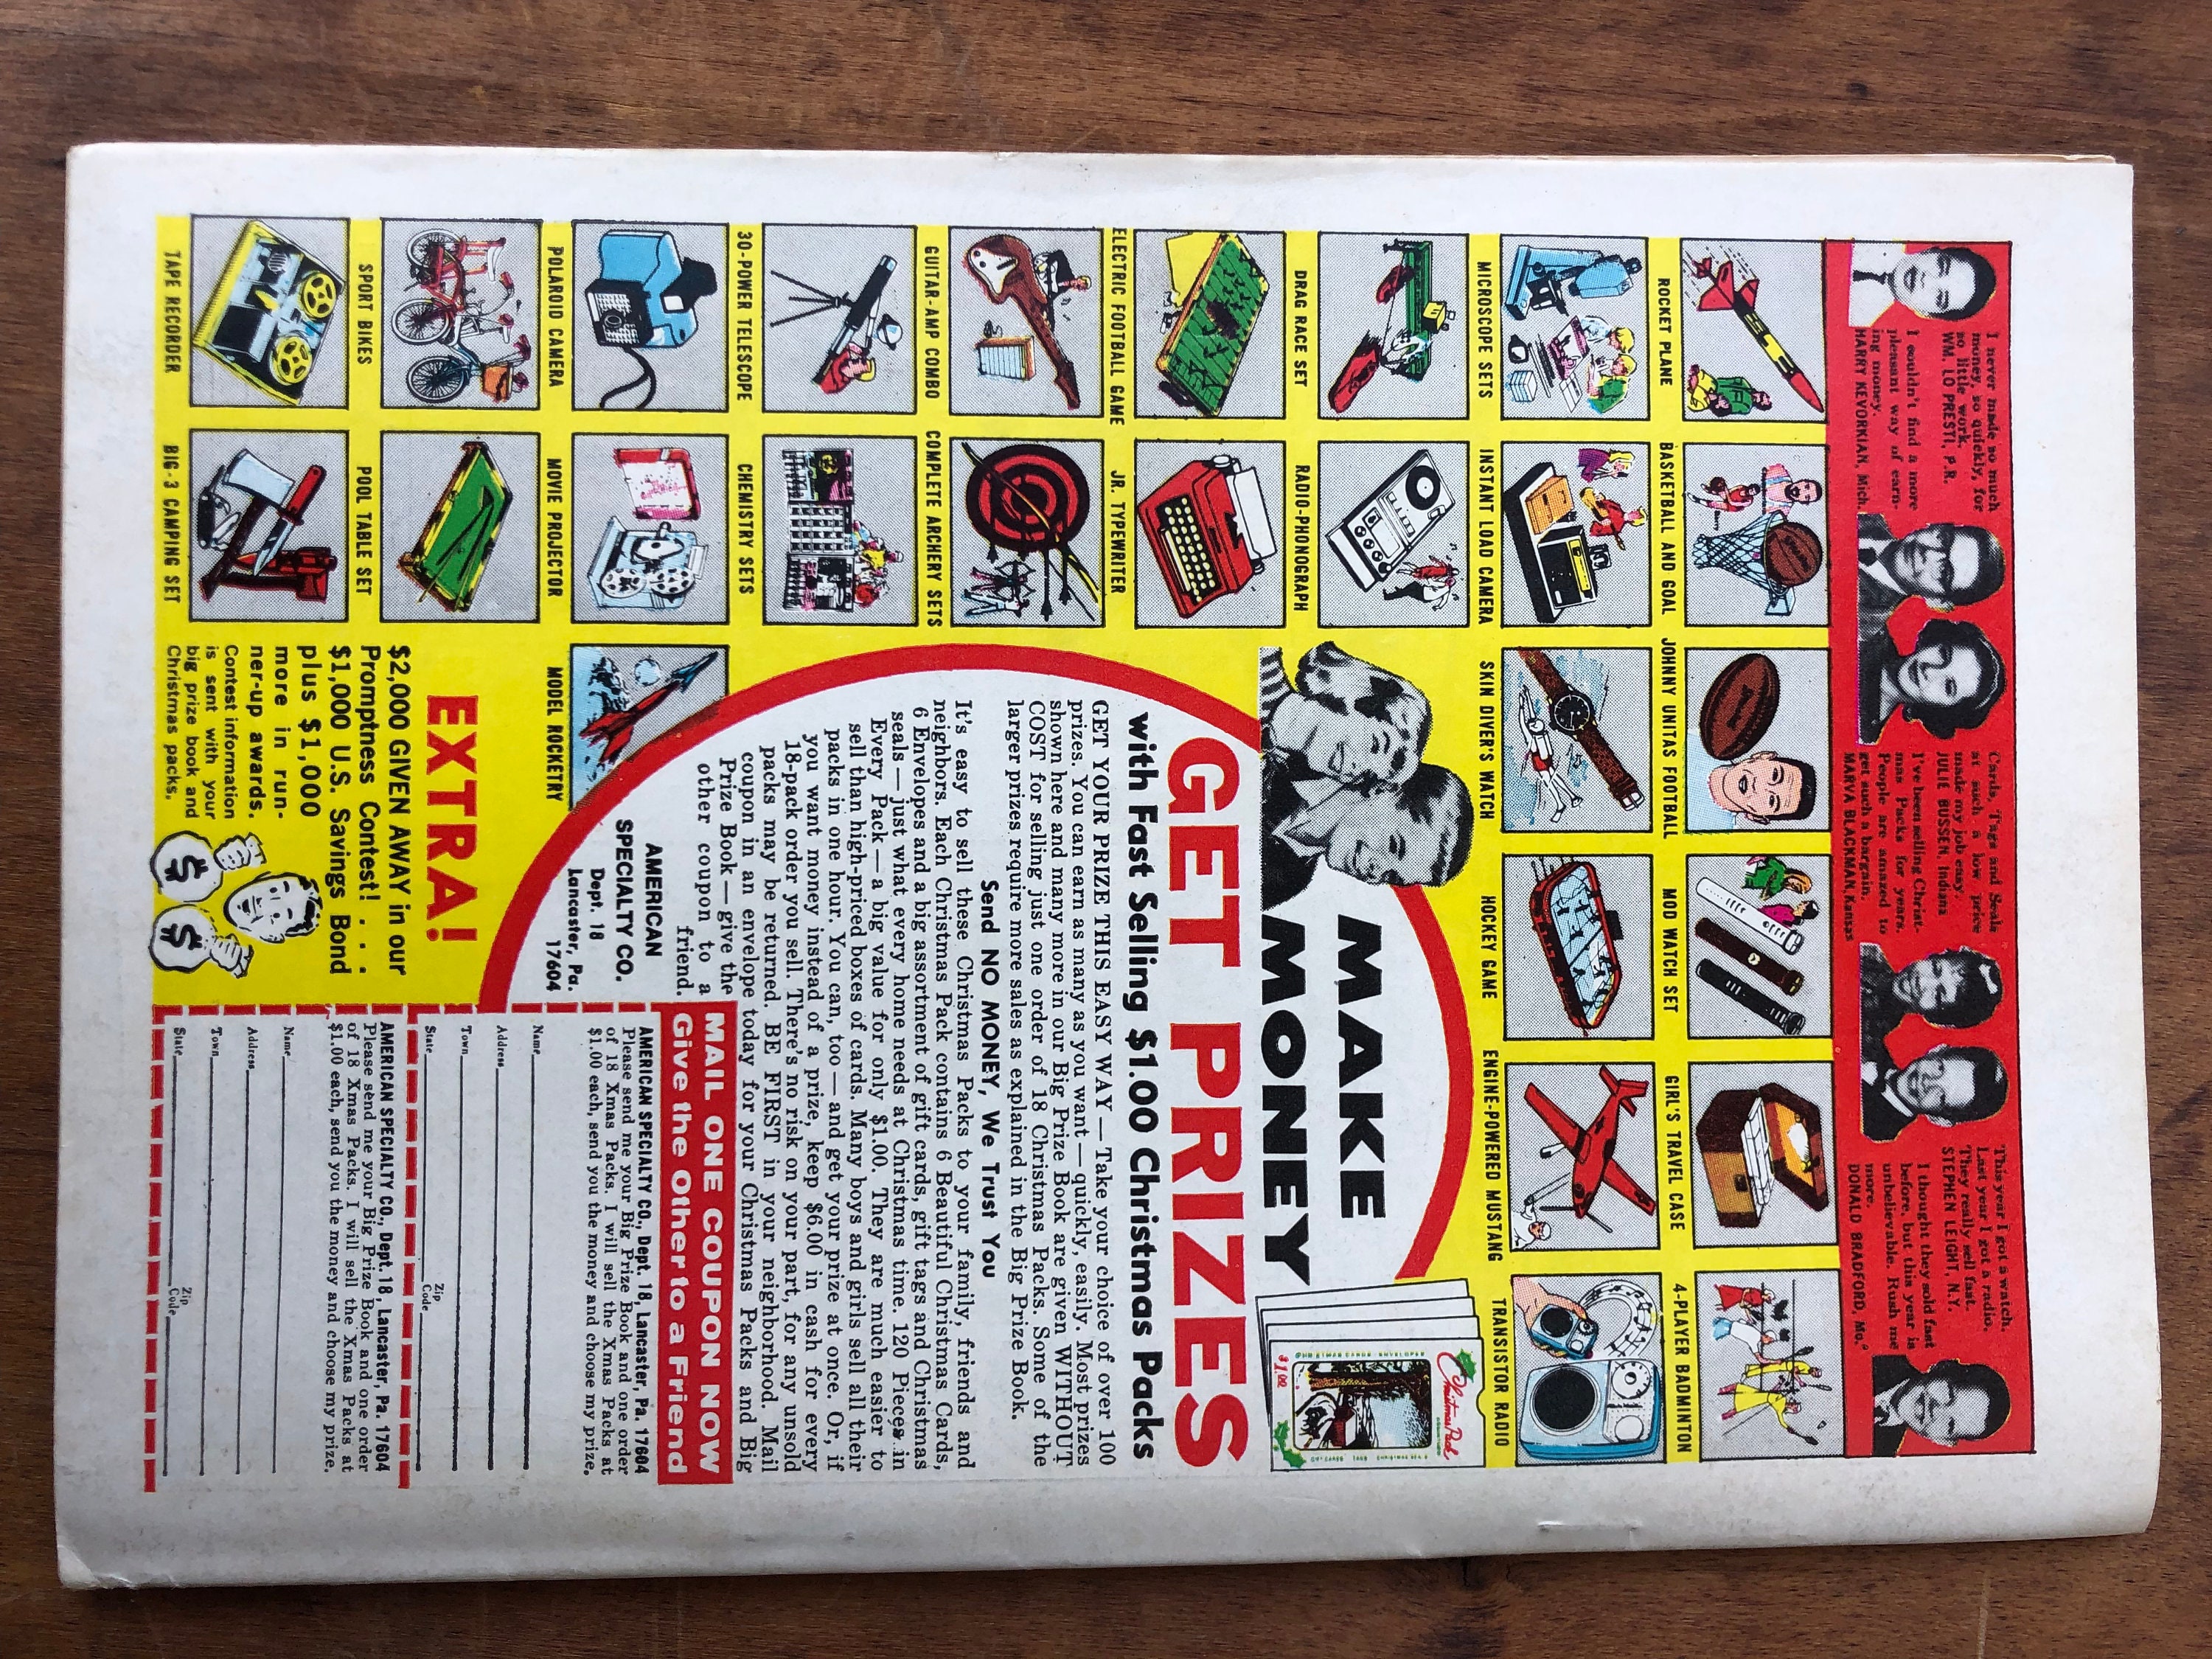 I never made so much
money, so quickly, for
so little work.
WM. LO PRESTI, P.R.
I couldn't find a more
pleasant way of earn-
ing money.
HARRY KEVORKIAN, Mich.
Cards, Tags and Seals
at such a low price
made my job easy.
JULIE BUSSEN, Indiana
I've been selling Christ-
mas Packs for years.
People are amazed to
get such a bargain.
MARVA BLACKMAN, Kansas
This year I got a watch.
Last year I got a radio.
They really sell fast.
STEPHEN LEIGHT, N.Y.
I thought they sold fast
before, but this year is
unbelievable. Rush me
more.
DONALD BRADFORD, Mo.
ROCKET PLANE
BASKETBALL AND GOAL
JOHNNY UNITAS FOOTBALL
MOD WATCH SET
GIRL'S TRAVEL CASE
4-PLAYER BADMINTON
MICROSCOPE SETS
INSTANT LOAD CAMERA
SKIN DIVER'S WATCH
HOCKEY GAME
ENGINE-POWERED MUSTANG
TRANSISTOR RADIO
DRAG RACE SET
RADIO-PHONOGRAPH
ELECTRIC FOOTBALL GAME
JR. TYPEWRITER
GUITAR-AMP COMBO
COMPLETE ARCHERY SETS
30-POWER TELESCOPE
CHEMISTRY SETS
POLAROID CAMERA
MOVIE PROJECTOR
MODEL ROCKETRY
SPORT BIKES
POOL TABLE SET
TAPE RECORDER
BIG-3 CAMPING SET
MAKE
MONEY
GET PRIZES
Christmas Pack
$1.00
with Fast Selling $1.00 Christmas Packs
GET YOUR PRIZE THIS EASY WAY — Take your choice of over 100
prizes. You can earn as many as you want — quickly, easily. Most prizes
shown here and many more in our Big Prize Book are given WITHOUT
COST for selling just one order of 18 Christmas Packs. Some of the
larger prizes require more sales as explained in the Big Prize Book.
Send NO MONEY, We Trust You
It's easy to sell these Christmas Packs to your family, friends and
neighbors. Each Christmas Pack contains 6 Beautiful Christmas Cards,
6 Envelopes and a big assortment of gift cards, gift tags and Christmas
seals — just what every home needs at Christmas time. 120 Pieces in
Every Pack — a big value for only $1.00. They are much easier to
sell than high-priced boxes of cards. Many boys and girls sell all their
packs in one hour. You can, too — and get your prize at once. Or, if
you want money instead of a prize, keep $6.00 in cash for every
18-pack order you sell. There's no risk on your part, for any unsold
packs may be returned. BE FIRST in your neighborhood. Mail
coupon in an envelope today for your Christmas Packs and Big
Prize Book — give the
other coupon to a
friend.
AMERICAN
SPECIALTY CO.
Dept. 18
Lancaster, Pa.
17604
MAIL ONE COUPON NOW
Give the Other to a Friend
AMERICAN SPECIALTY CO., Dept. 18, Lancaster, Pa. 17604
Please send me your Big Prize Book and one order
of 18 Xmas Packs. I will sell the Xmas Packs at
$1.00 each, send you the money and choose my prize.
Name
Address
Town
State Zip Code
AMERICAN SPECIALTY CO., Dept. 18, Lancaster, Pa. 17604
Please send me your Big Prize Book and one order
of 18 Xmas Packs. I will sell the Xmas Packs at
$1.00 each, send you the money and choose my prize.
Name
Address
Town
State Zip Code
EXTRA!
$2,000 GIVEN AWAY in our
Promptness Contest! . . .
$1,000 U.S. Savings Bond
plus $1,000
more in run-
ner-up awards.
Contest information
is sent with your
big prize book and
Christmas packs.
$
$